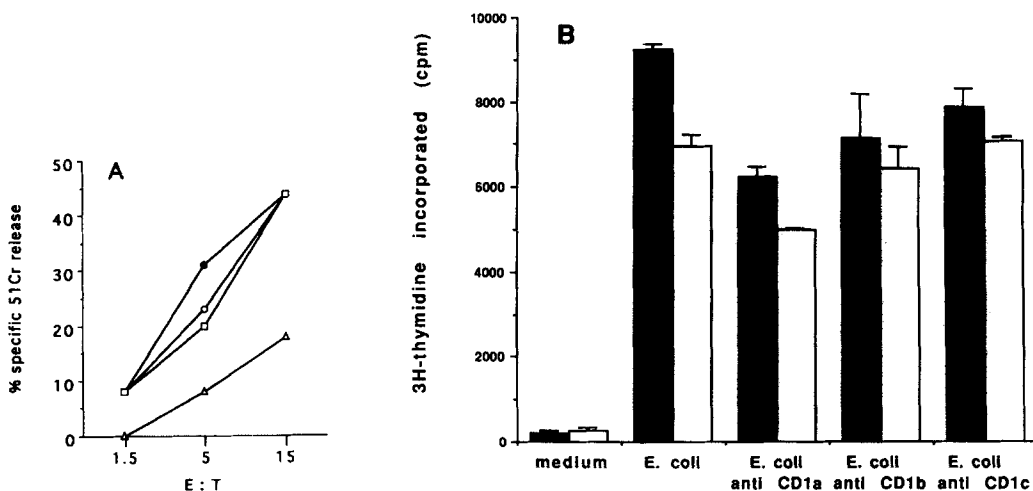 A
% specific 51Cr release
50
40
30
20
10
0
1.5 5 15
E : T
B
3H-thymidine incorporated (cpm)
10000
8000
6000
4000
2000
0
medium E. coli E. coli E. coli E. coli
anti CD1a anti CD1b anti CD1c